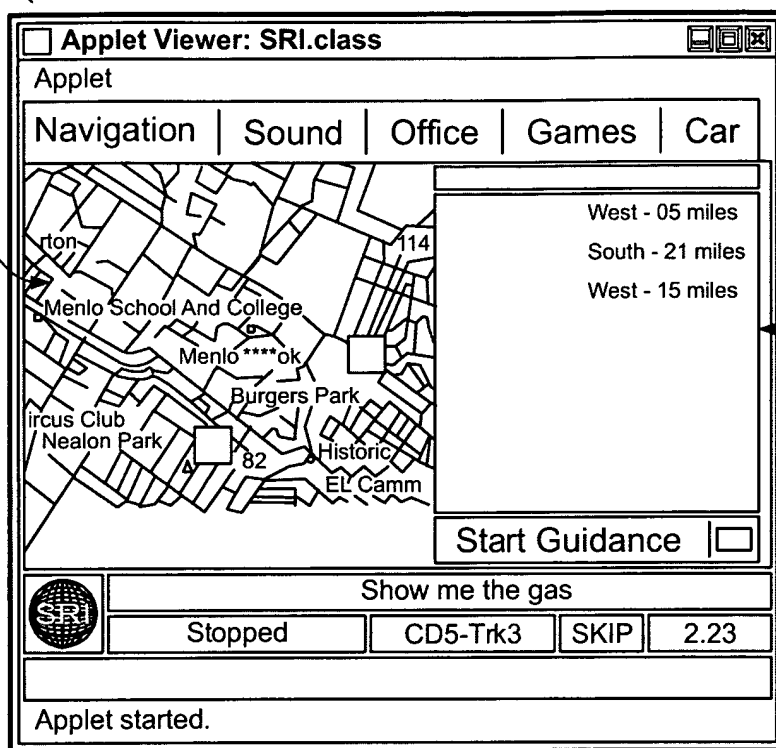 Applet Viewer: SRI.class
Applet
Navigation | Sound | Office | Games | Car
rton
114
Menlo School And College
Menlo ****ok
Burgers Park
ircus Club
Nealon Park
82
Historic
EL Camm
West - 05 miles
South - 21 miles
West - 15 miles
Start Guidance
SRI
Show me the gas
Stopped
CD5-Trk3
SKIP
2.23
Applet started.